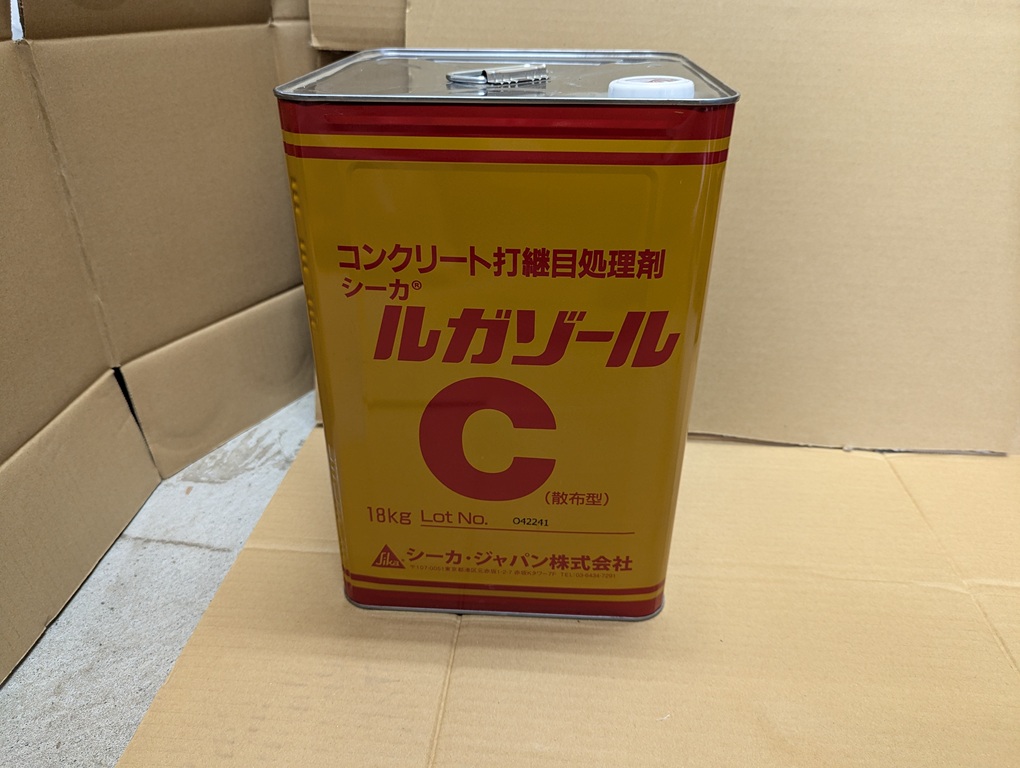 コンクリート打継目処理剤
シーカ®
ルガゾール
C
(散布型)
18kg Lot No. 042241
Sika シーカ・ジャパン株式会社